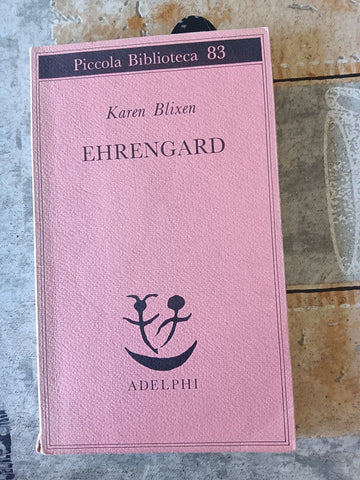 Piccola Biblioteca 83
Karen Blixen
EHRENGARD
ADELPHI